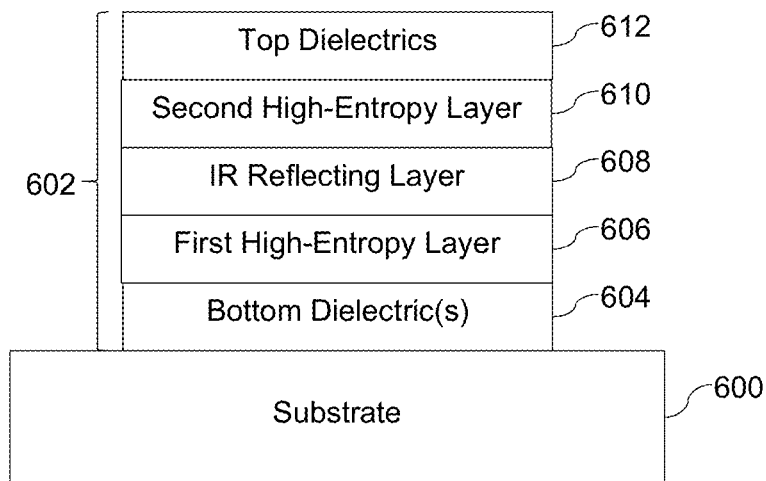 Top Dielectrics 612
Second High-Entropy Layer 610
602 IR Reflecting Layer 608
First High-Entropy Layer 606
Bottom Dielectric(s) 604
Substrate 600